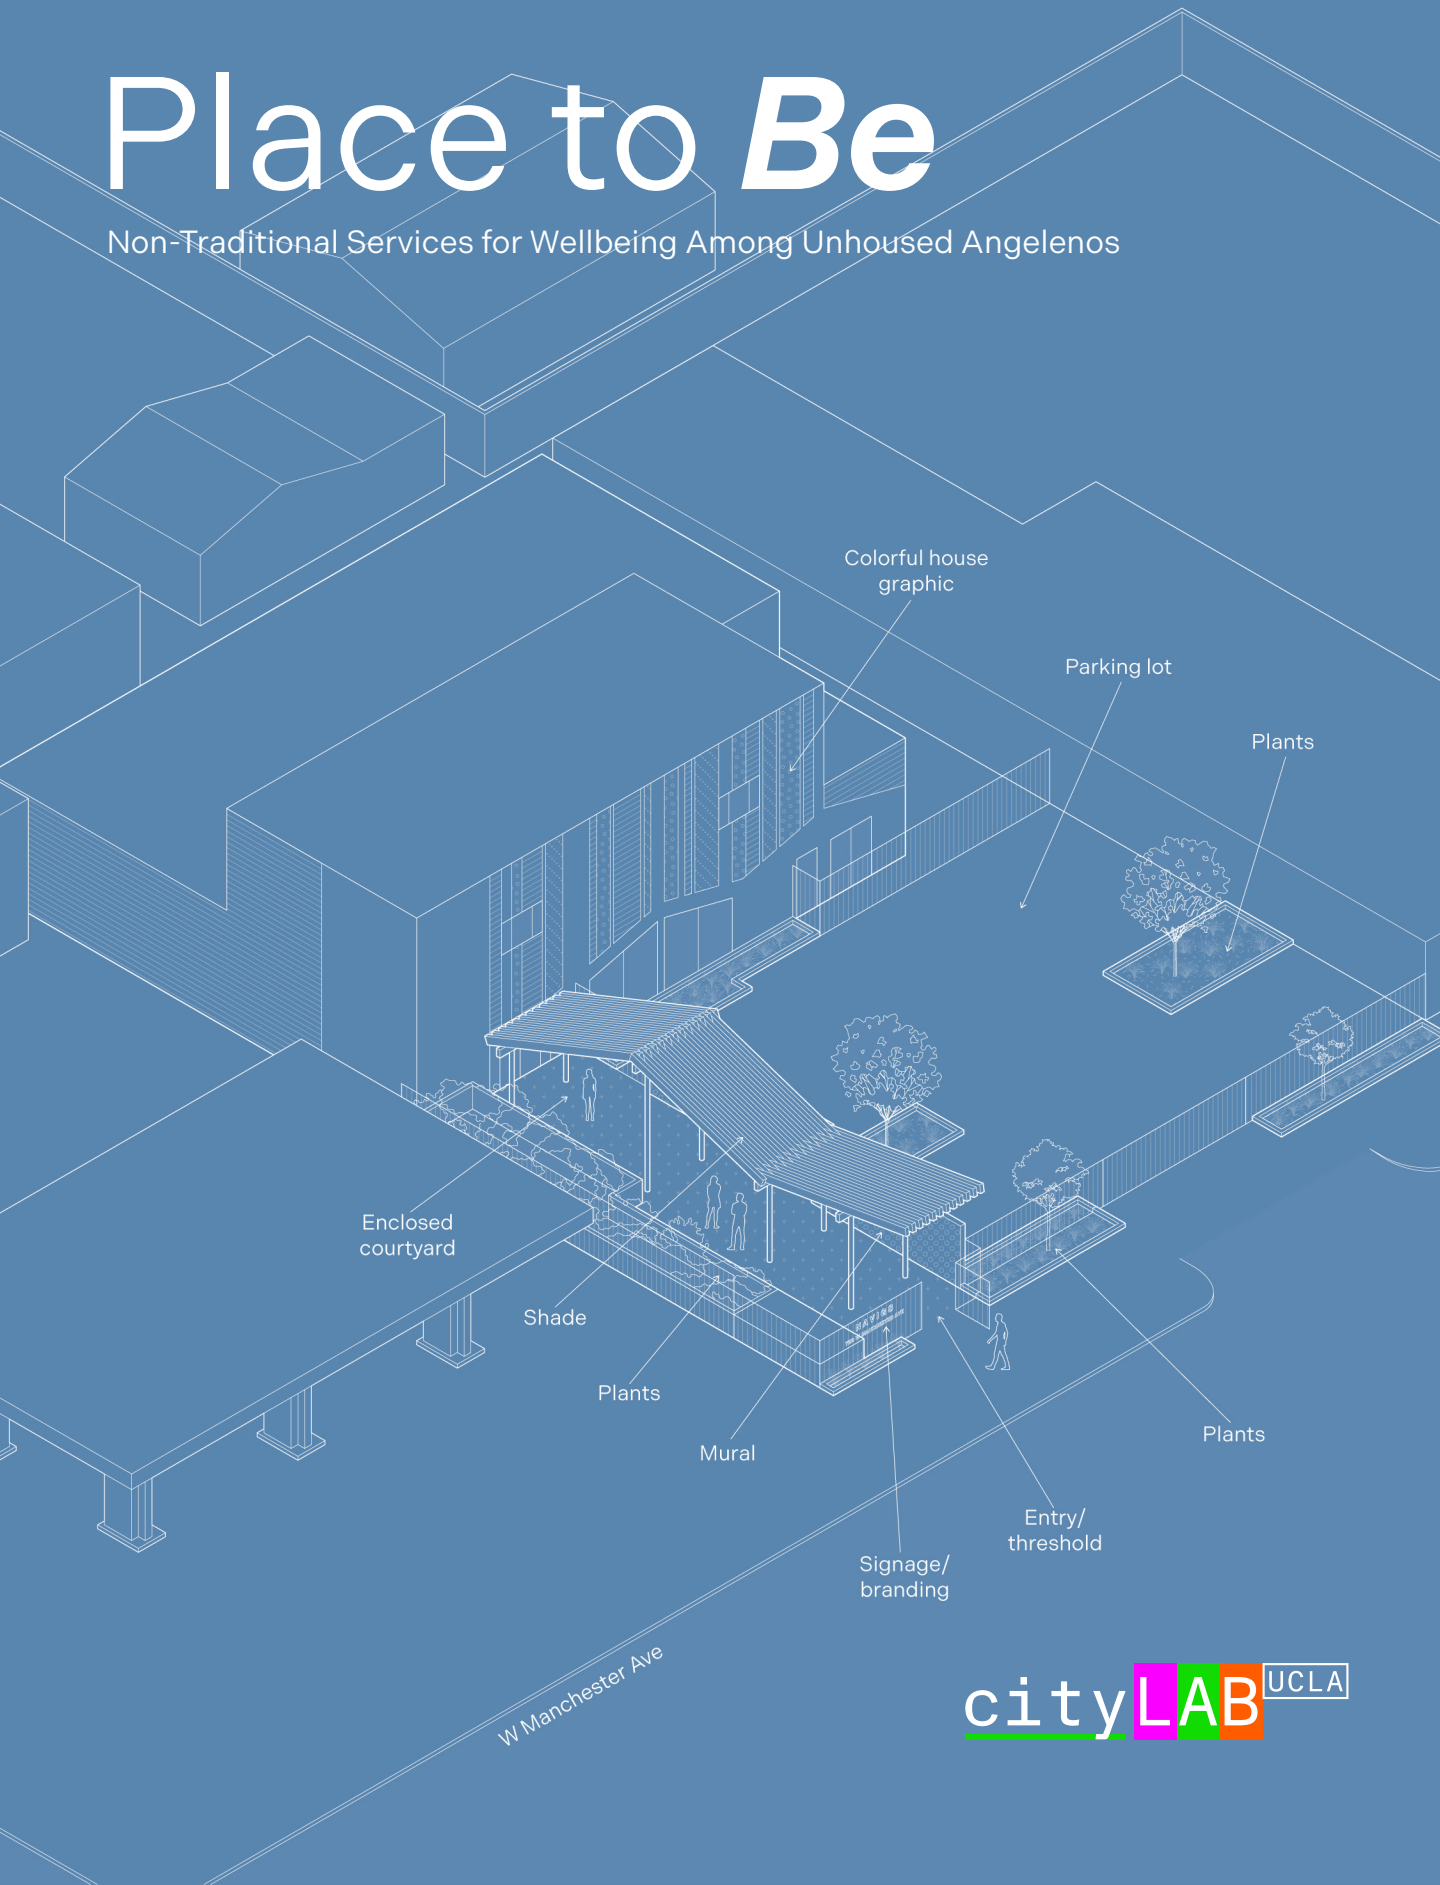 Place to Be
Non-Traditional Services for Wellbeing Among Unhoused Angelenos
Colorful house
graphic
Parking lot
Plants
Enclosed
courtyard
Shade
Plants
Mural
Plants
Entry/
threshold
Signage/
branding
NAVIGO
W Manchester Ave
cityLAB UCLA